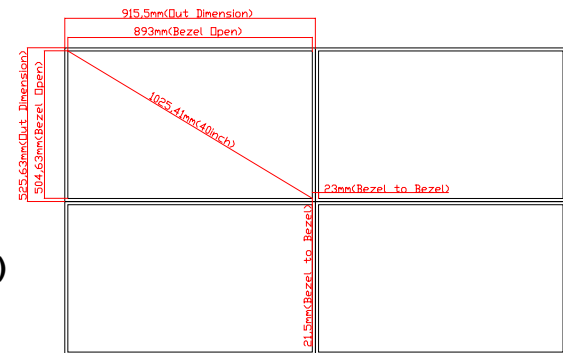 915,5mm(Out Dimension)
893mm(Bezel Open)
525,63mm(Out Dimension)
504,63mm(Bezel Open)
1025,41mm(40inch)
23mm(Bezel to Bezel)
21,5mm(Bezel to Bezel)
)